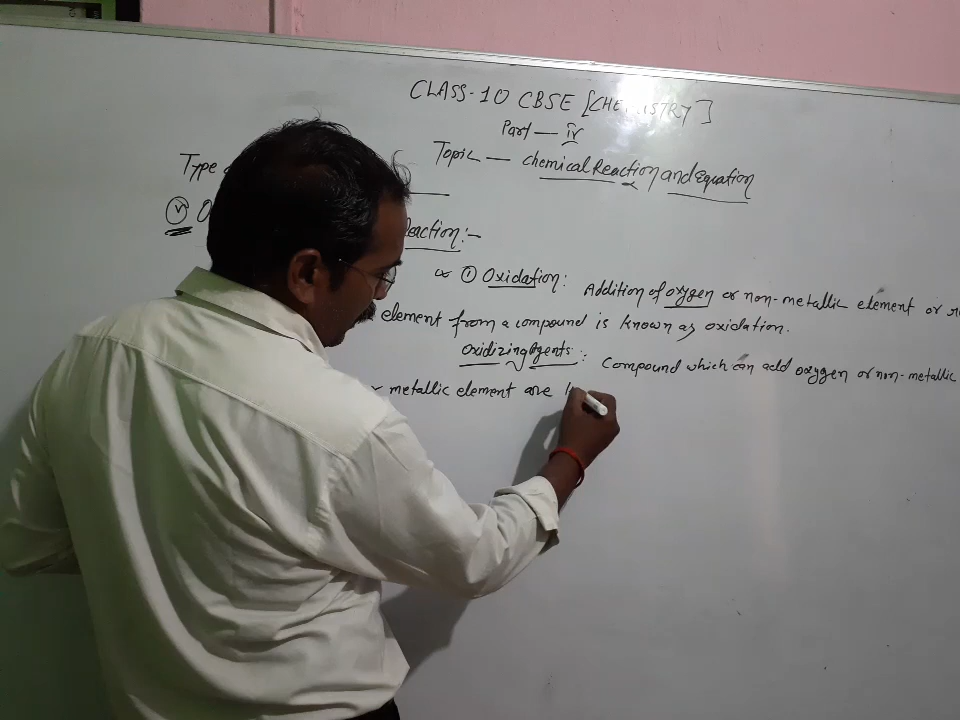 CLASS-10 CBSE [CHEMISTRY]
Part — iv
Topic — Chemical Reaction and Equation
Type
(v) O
Reaction:-
① Oxidation: Addition of oxygen or non-metallic element or
element from a compound is known as oxidation.
Oxidizing Agents: Compound which can add oxygen or non-metallic
metallic element are